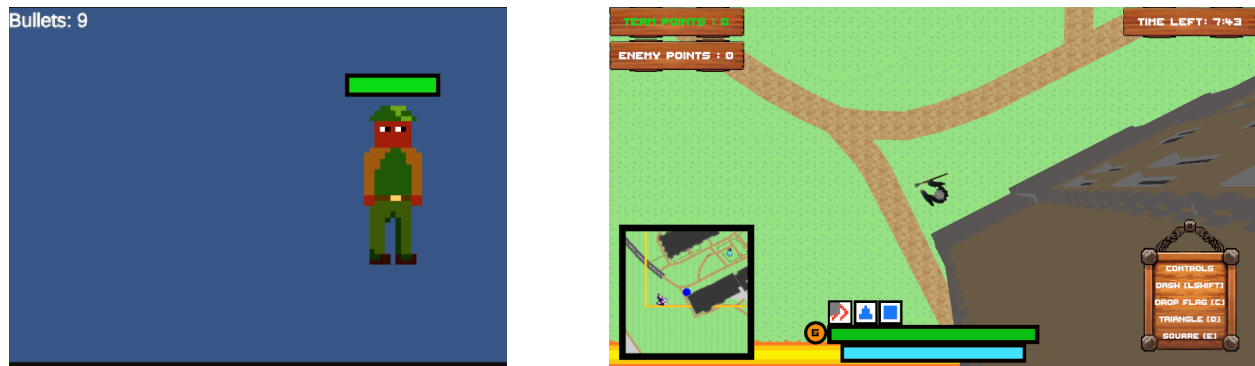 Bullets: 9
TEAM POINTS : 0
ENEMY POINTS : 0
TIME LEFT: 7:43
6
CONTROLS
DASH [LSHIFT]
DROP FLAG [C]
TRIANGLE [Q]
SQUARE [E]